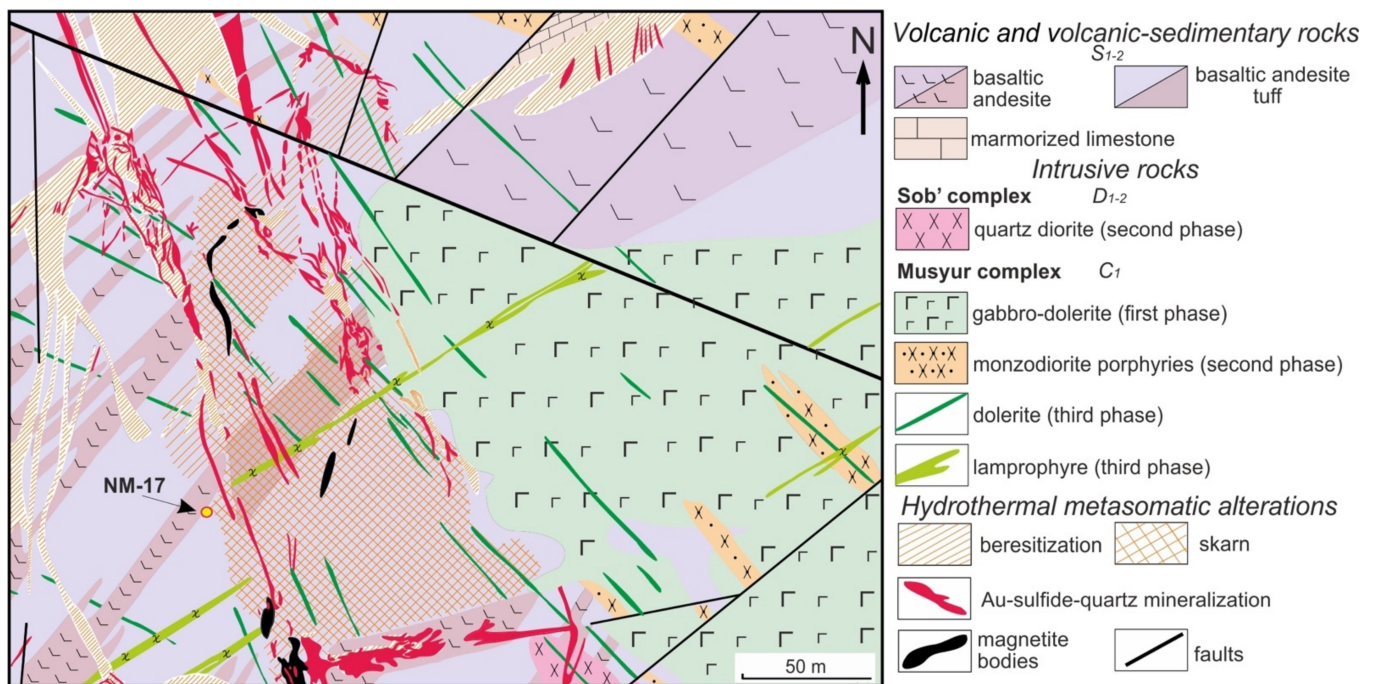 N
NM-17
50 m
Volcanic and volcanic-sedimentary rocks
S1-2
basaltic
andesite
basaltic andesite
tuff
marmorized limestone
Intrusive rocks
Sob' complex D1-2
quartz diorite (second phase)
Musyur complex C1
gabbro-dolerite (first phase)
monzodiorite porphyries (second phase)
dolerite (third phase)
lamprophyre (third phase)
Hydrothermal metasomatic alterations
beresitization
skarn
Au-sulfide-quartz mineralization
magnetite
bodies
faults